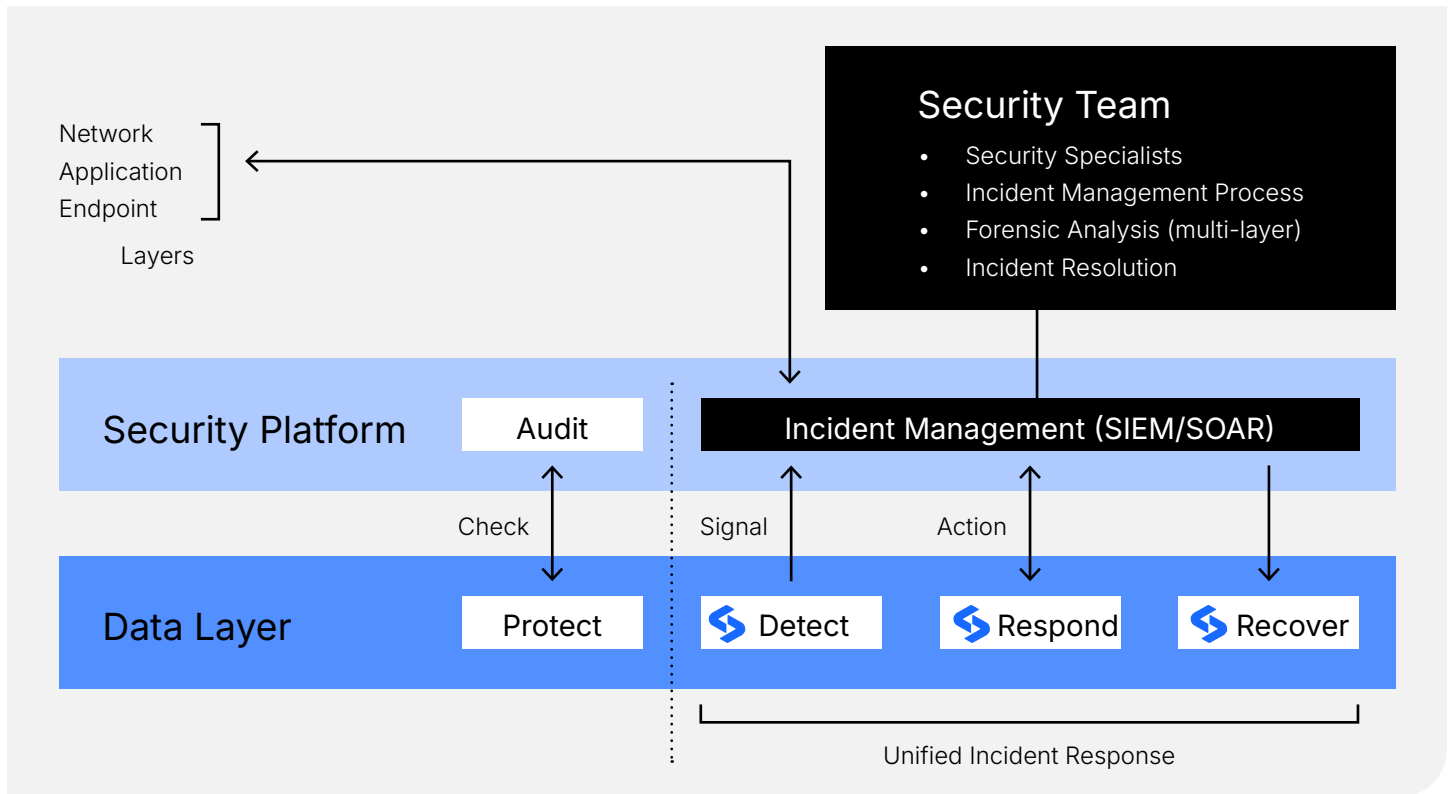 Network
Application
Endpoint
Layers
Security Team
• Security Specialists
• Incident Management Process
• Forensic Analysis (multi-layer)
• Incident Resolution
Security Platform
Audit
Incident Management (SIEM/SOAR)
Check
Signal
Action
Data Layer
Protect
Detect
Respond
Recover
Unified Incident Response